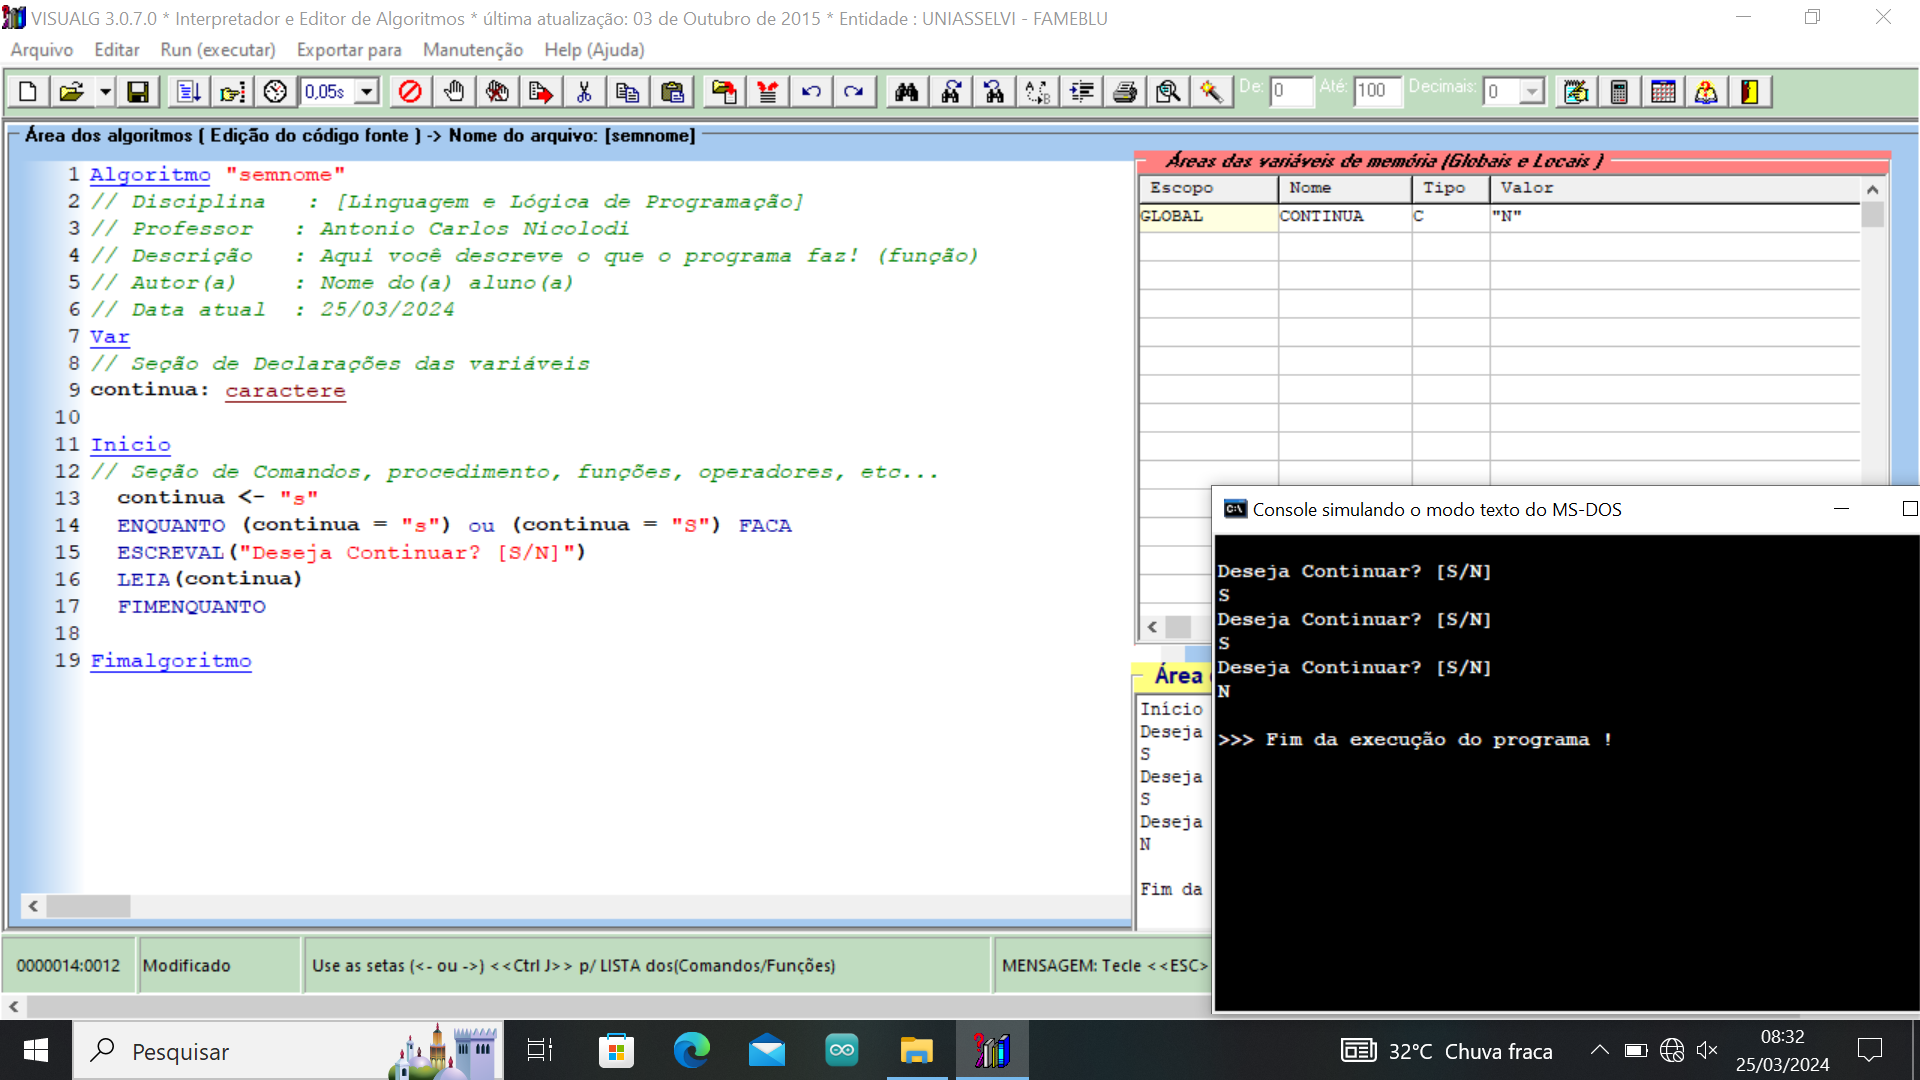 VISUALG 3.0.7.0 * Interpretador e Editor de Algoritmos * última atualização: 03 de Outubro de 2015 * Entidade : UNIASSELVI - FAMEBLU
Arquivo Editar Run (executar) Exportar para Manutenção Help (Ajuda)
0,05s De: 0 Até: 100 Decimais: 0
Área dos algoritmos ( Edição do código fonte ) -> Nome do arquivo: [semnome]
1 Algoritmo "semnome"
2 // Disciplina : [Linguagem e Lógica de Programação]
3 // Professor : Antonio Carlos Nicolodi
4 // Descrição : Aqui você descreve o que o programa faz! (função)
5 // Autor(a) : Nome do(a) aluno(a)
6 // Data atual : 25/03/2024
7 Var
8 // Seção de Declarações das variáveis
9 continua: caractere
10
11 Inicio
12 // Seção de Comandos, procedimento, funções, operadores, etc...
13 continua <- "s"
14 ENQUANTO (continua = "s") ou (continua = "S") FACA
15 ESCREVAL("Deseja Continuar? [S/N]")
16 LEIA(continua)
17 FIMENQUANTO
18
19 Fimalgoritmo
Áreas das variáveis de memória (Globais e Locais )
Escopo Nome Tipo Valor
GLOBAL CONTINUA C "N"
Console simulando o modo texto do MS-DOS
Deseja Continuar? [S/N]
S
Deseja Continuar? [S/N]
S
Deseja Continuar? [S/N]
N
>>> Fim da execução do programa !
Área
Início
Deseja
S
Deseja
S
Deseja
N
Fim da
0000014:0012 Modificado Use as setas (<- ou ->) <<Ctrl J>> p/ LISTA dos(Comandos/Funções) MENSAGEM: Tecle <<ESC>
Pesquisar
32°C Chuva fraca
08:32
25/03/2024